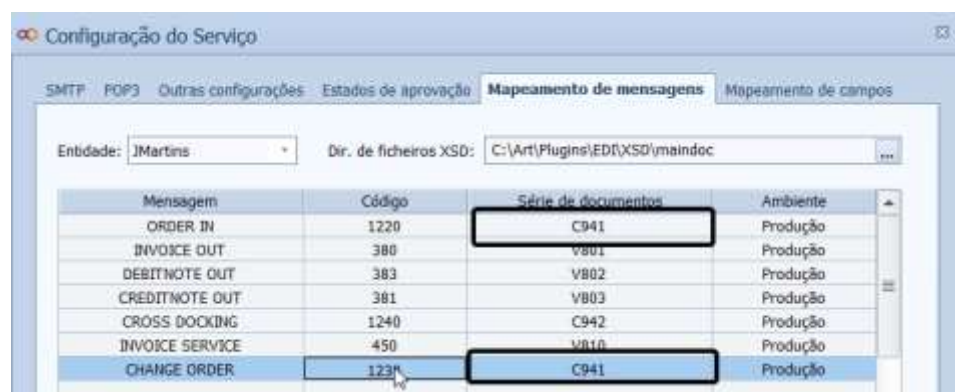 Configuração do Serviço
SMTP POP3 Outras configurações Estados de aprovação Mapeamento de mensagens Mapeamento de campos
Entidade: JMartins Dir. de ficheiros XSD: C:\Art\Plugins\EDI\XSD\maindoc ...
Mensagem Código Série de documentos Ambiente
ORDER IN 1220 C941 Produção
INVOICE OUT 380 V801 Produção
DEBITNOTE OUT 383 V802 Produção
CREDITNOTE OUT 381 V803 Produção
CROSS DOCKING 1240 C942 Produção
INVOICE SERVICE 450 V810 Produção
CHANGE ORDER C941 Produção